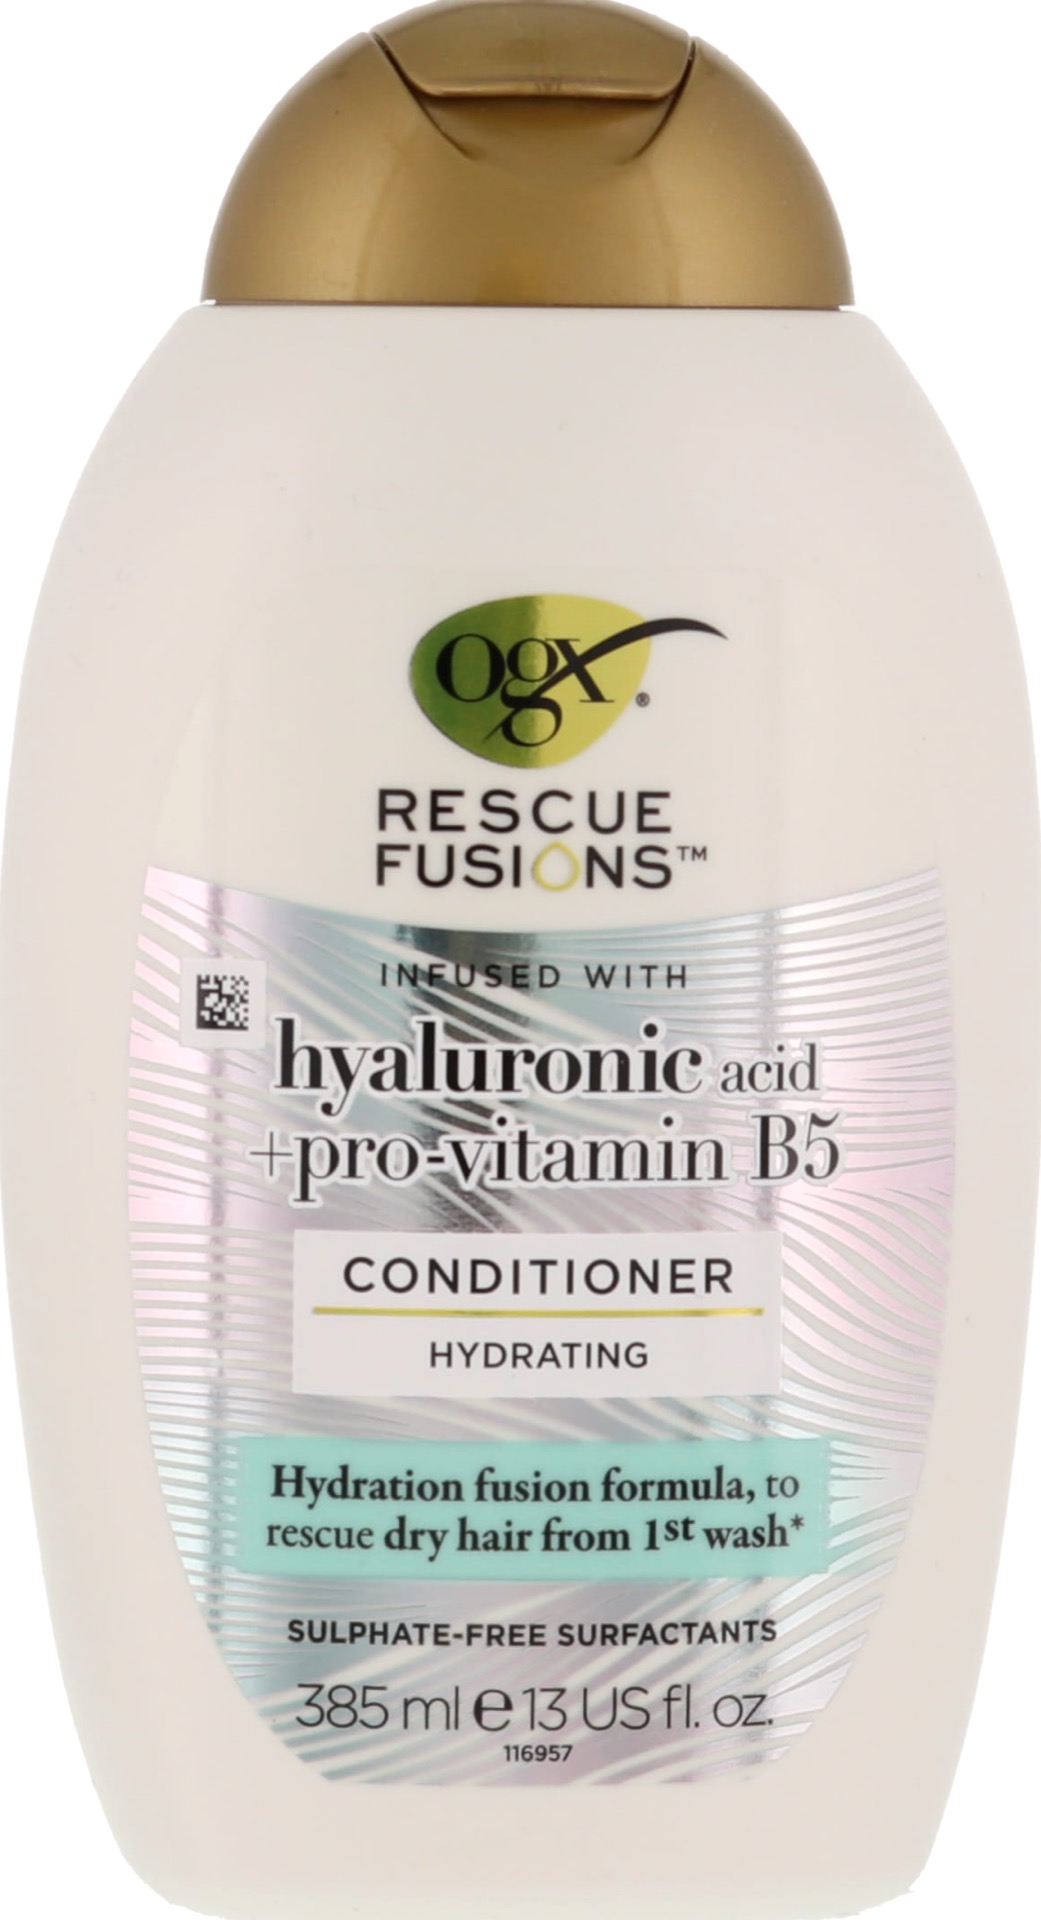 ogx®
RESCUE
FUSIONS™
INFUSED WITH
hyaluronic acid
+pro-vitamin B5
CONDITIONER
HYDRATING
Hydration fusion formula, to
rescue dry hair from 1st wash*
SULPHATE-FREE SURFACTANTS
385 ml e 13 US fl. oz.
116957